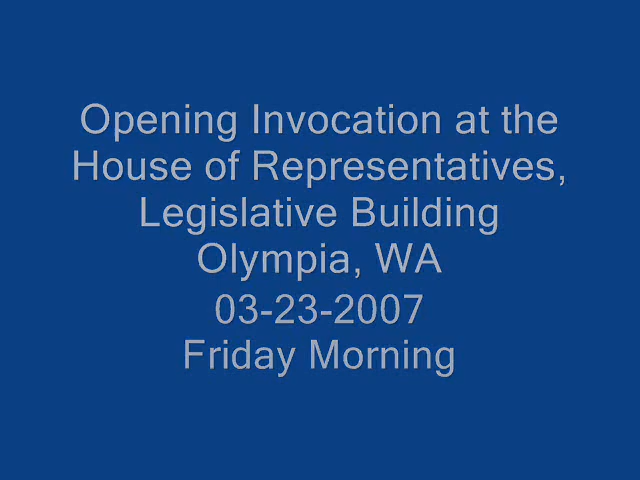 Opening Invocation at the
House of Representatives,
Legislative Building
Olympia, WA
03-23-2007
Friday Morning